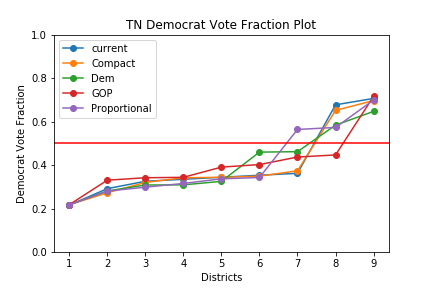 TN Democrat Vote Fraction Plot
current
Compact
Dem
GOP
Proportional
Democrat Vote Fraction
1.0
0.8
0.6
0.4
0.2
0.0
1 2 3 4 5 6 7 8 9
Districts